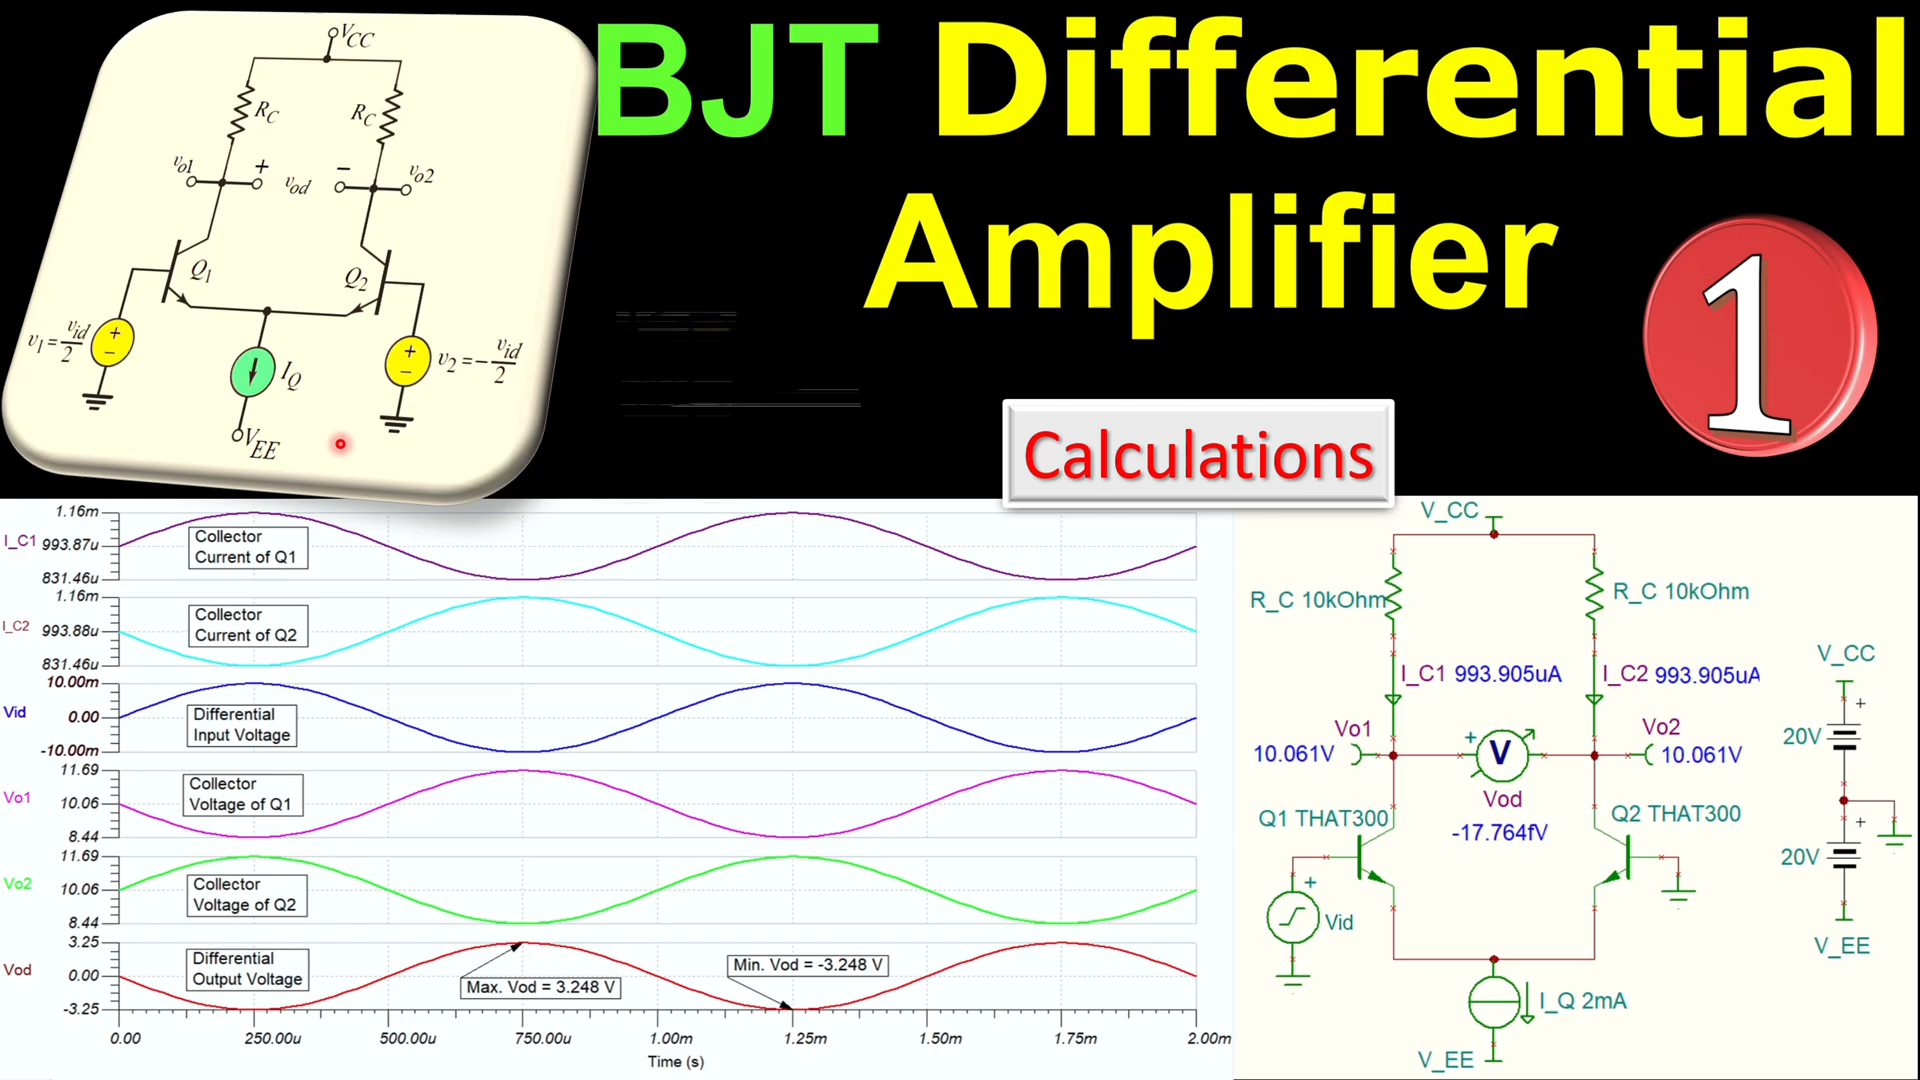 BJT Differential
Amplifier
1
Calculations
VCC
RC
RC
vo1
+
vod
−
vo2
Q1
Q2
v1=vid/2
+
−
IQ
+
−
v2=−vid/2
VEE
I_C1
1.16m
993.87u
831.46u
Collector
Current of Q1
I_C2
1.16m
993.88u
831.46u
Collector
Current of Q2
Vid
10.00m
0.00
-10.00m
Differential
Input Voltage
Vo1
11.69
10.06
8.44
Collector
Voltage of Q1
Vo2
11.69
10.06
8.44
Collector
Voltage of Q2
Vod
3.25
0.00
-3.25
Differential
Output Voltage
Max. Vod = 3.248 V
Min. Vod = -3.248 V
0.00 250.00u 500.00u 750.00u 1.00m 1.25m 1.50m 1.75m 2.00m
Time (s)
V_CC
R_C 10kOhm
R_C 10kOhm
I_C1 993.905uA
I_C2 993.905uA
Vo1
10.061V
+
V
Vod
-17.764fV
Vo2
10.061V
Q1 THAT300
Q2 THAT300
+
Vid
I_Q 2mA
V_EE
V_CC
+
20V
+
20V
V_EE